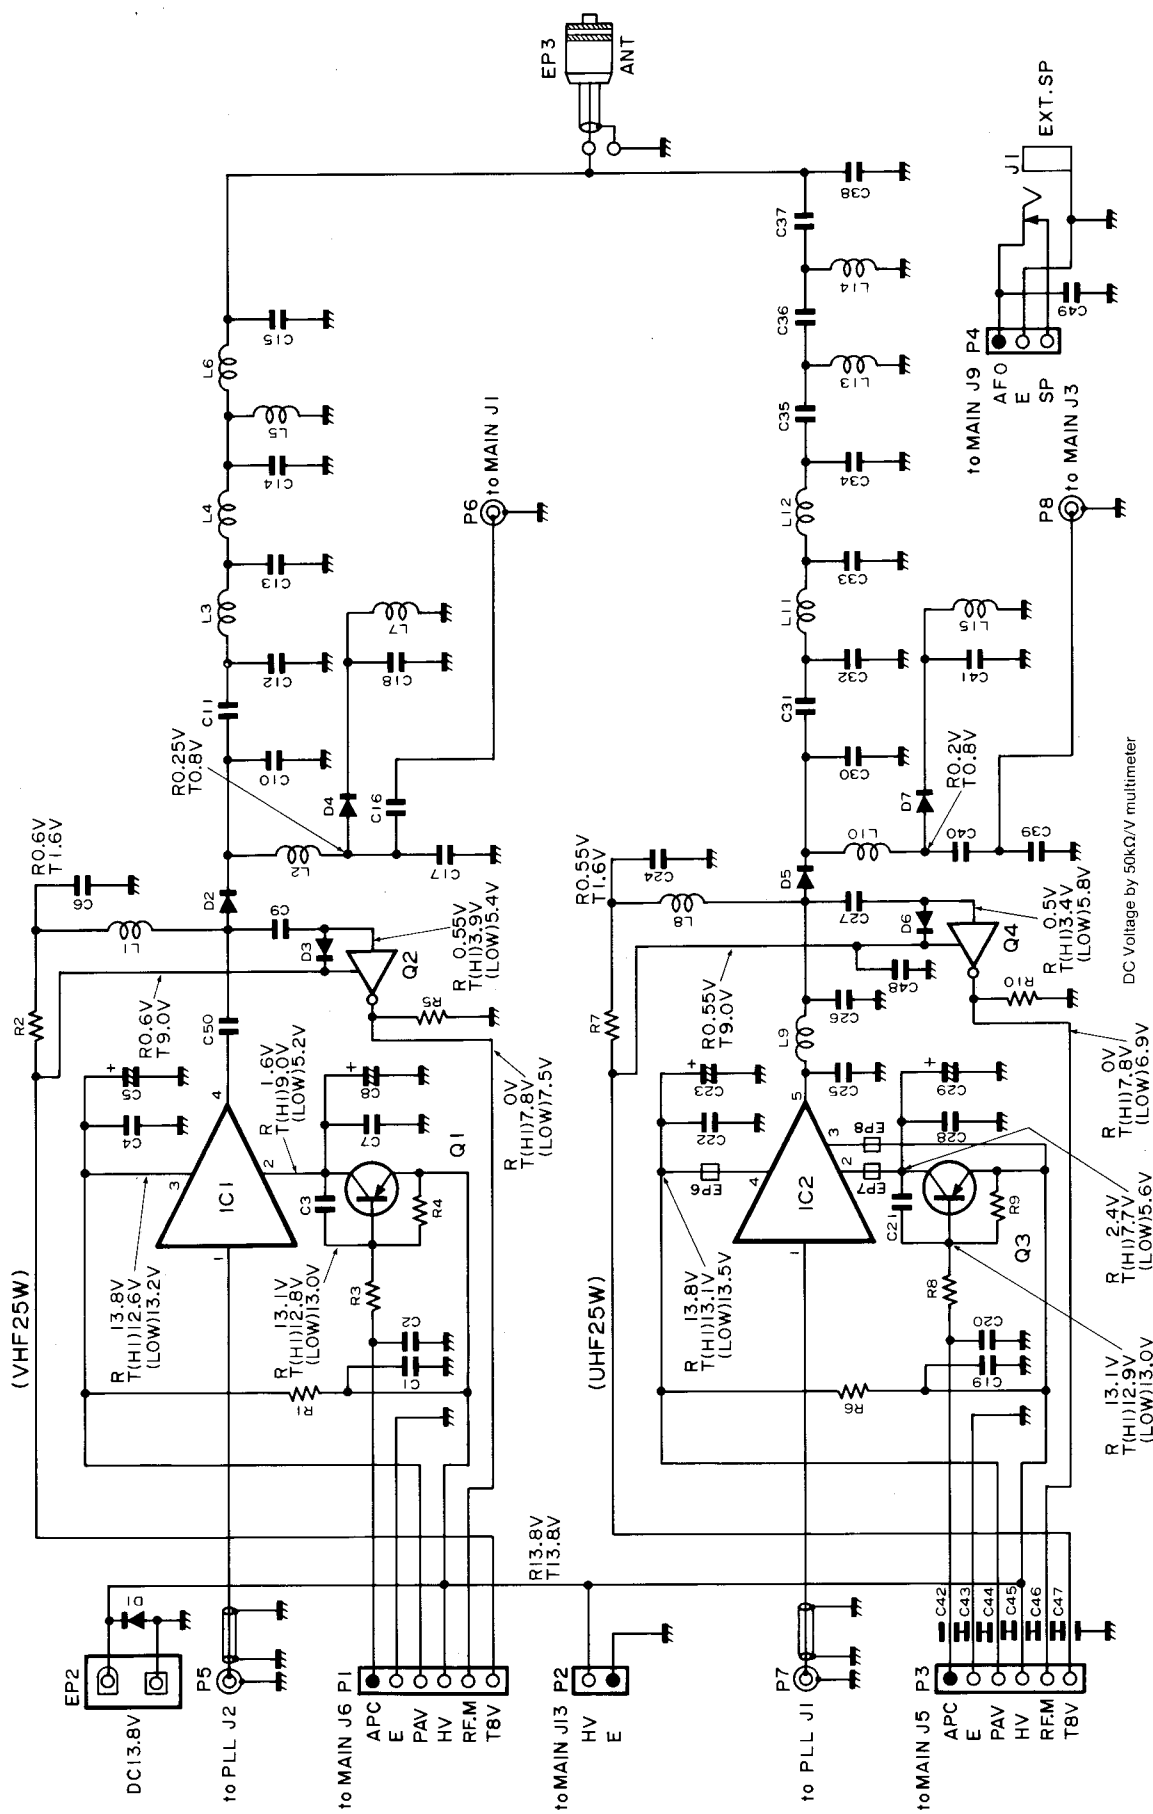 EP3
ANT
EXT.SP
J1
C38
C37
L14
C36
L13
C35
C34
L12
C33
L11
C32
C31
C30
C49
P4
to MAIN J9
AFO
E
SP
to MAIN J3
P8
C15
L6
L5
C14
L4
C13
L3
C12
C11
C10
L7
C18
P6
to MAIN J1
R0.25V
T0.8V
D4
C16
L2
C17
R0.6V
T1.6V
C6
L1
D2
C9
D3
Q2
R 0.55V
T(HI)3.9V
(LOW)5.4V
R2
R0.6V
T9.0V
C50
R5
R 0V
T(HI)7.8V
(LOW)7.5V
C5
+
C4
4
3
IC1
2
1
R 1.6V
T(HI)9.0V
(LOW)5.2V
C8
+
C7
Q1
C3
R4
R3
(VHF25W)
R 13.8V
T(HI)12.6V
(LOW)13.2V
R 13.1V
T(HI)12.8V
(LOW)13.0V
C2
C1
R1
R13.8V
T13.8V
D1
EP2
DC13.8V
P5
to PLL J2
P1
to MAIN J6
APC
E
PAV
HV
RF.M
T8V
P2
to MAIN J13
HV
E
L15
C41
R0.2V
T0.8V
D7
L10
C40
C39
R0.55V
T1.6V
C24
L8
D5
C27
D6
Q4
R 0.5V
T(HI)3.4V
(LOW)5.8V
DC Voltage by 50kΩ/V multimeter
R7
R0.55V
T9.0V
C48
R10
R 0V
T(HI)7.8V
(LOW)6.9V
L9
C26
C25
C23
+
C22
EP6
4
5
IC2
3
2
1
EP8
EP7
C29
+
C28
C21
R9
Q3
R8
R 2.4V
T(HI)7.7V
(LOW)5.6V
(UHF25W)
R 13.8V
T(HI)13.1V
(LOW)13.5V
R 13.1V
T(HI)12.9V
(LOW)13.0V
C20
C19
R6
C42
C43
C44
C45
C46
C47
P7
to PLL J1
P3
to MAIN J5
APC
E
PAV
HV
RF.M
T8V